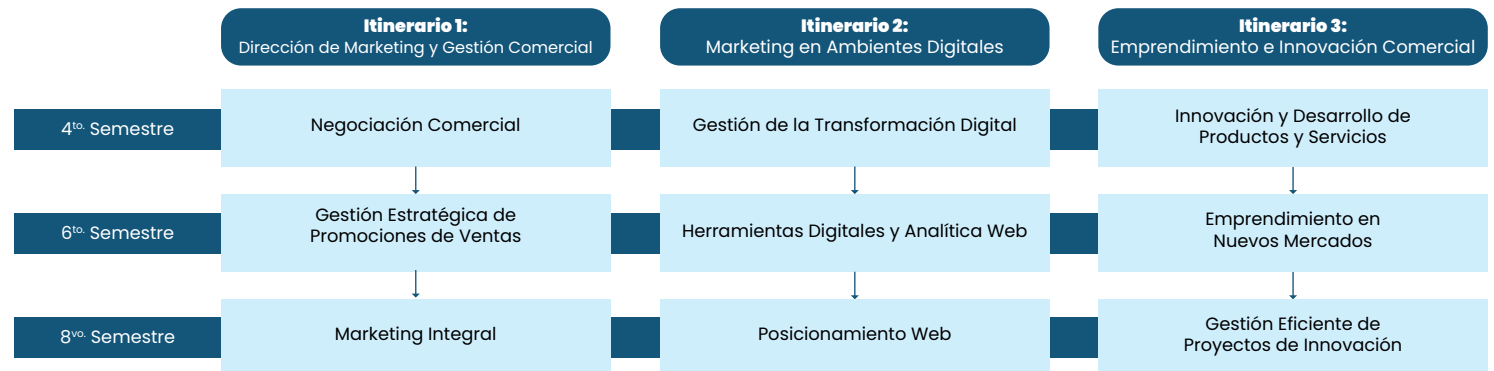 Itinerario 1:
Dirección de Marketing y Gestión Comercial
Itinerario 2:
Marketing en Ambientes Digitales
Itinerario 3:
Emprendimiento e Innovación Comercial
4to. Semestre
Negociación Comercial
Gestión de la Transformación Digital
Innovación y Desarrollo de
Productos y Servicios
6to. Semestre
Gestión Estratégica de
Promociones de Ventas
Herramientas Digitales y Analítica Web
Emprendimiento en
Nuevos Mercados
8vo. Semestre
Marketing Integral
Posicionamiento Web
Gestión Eficiente de
Proyectos de Innovación